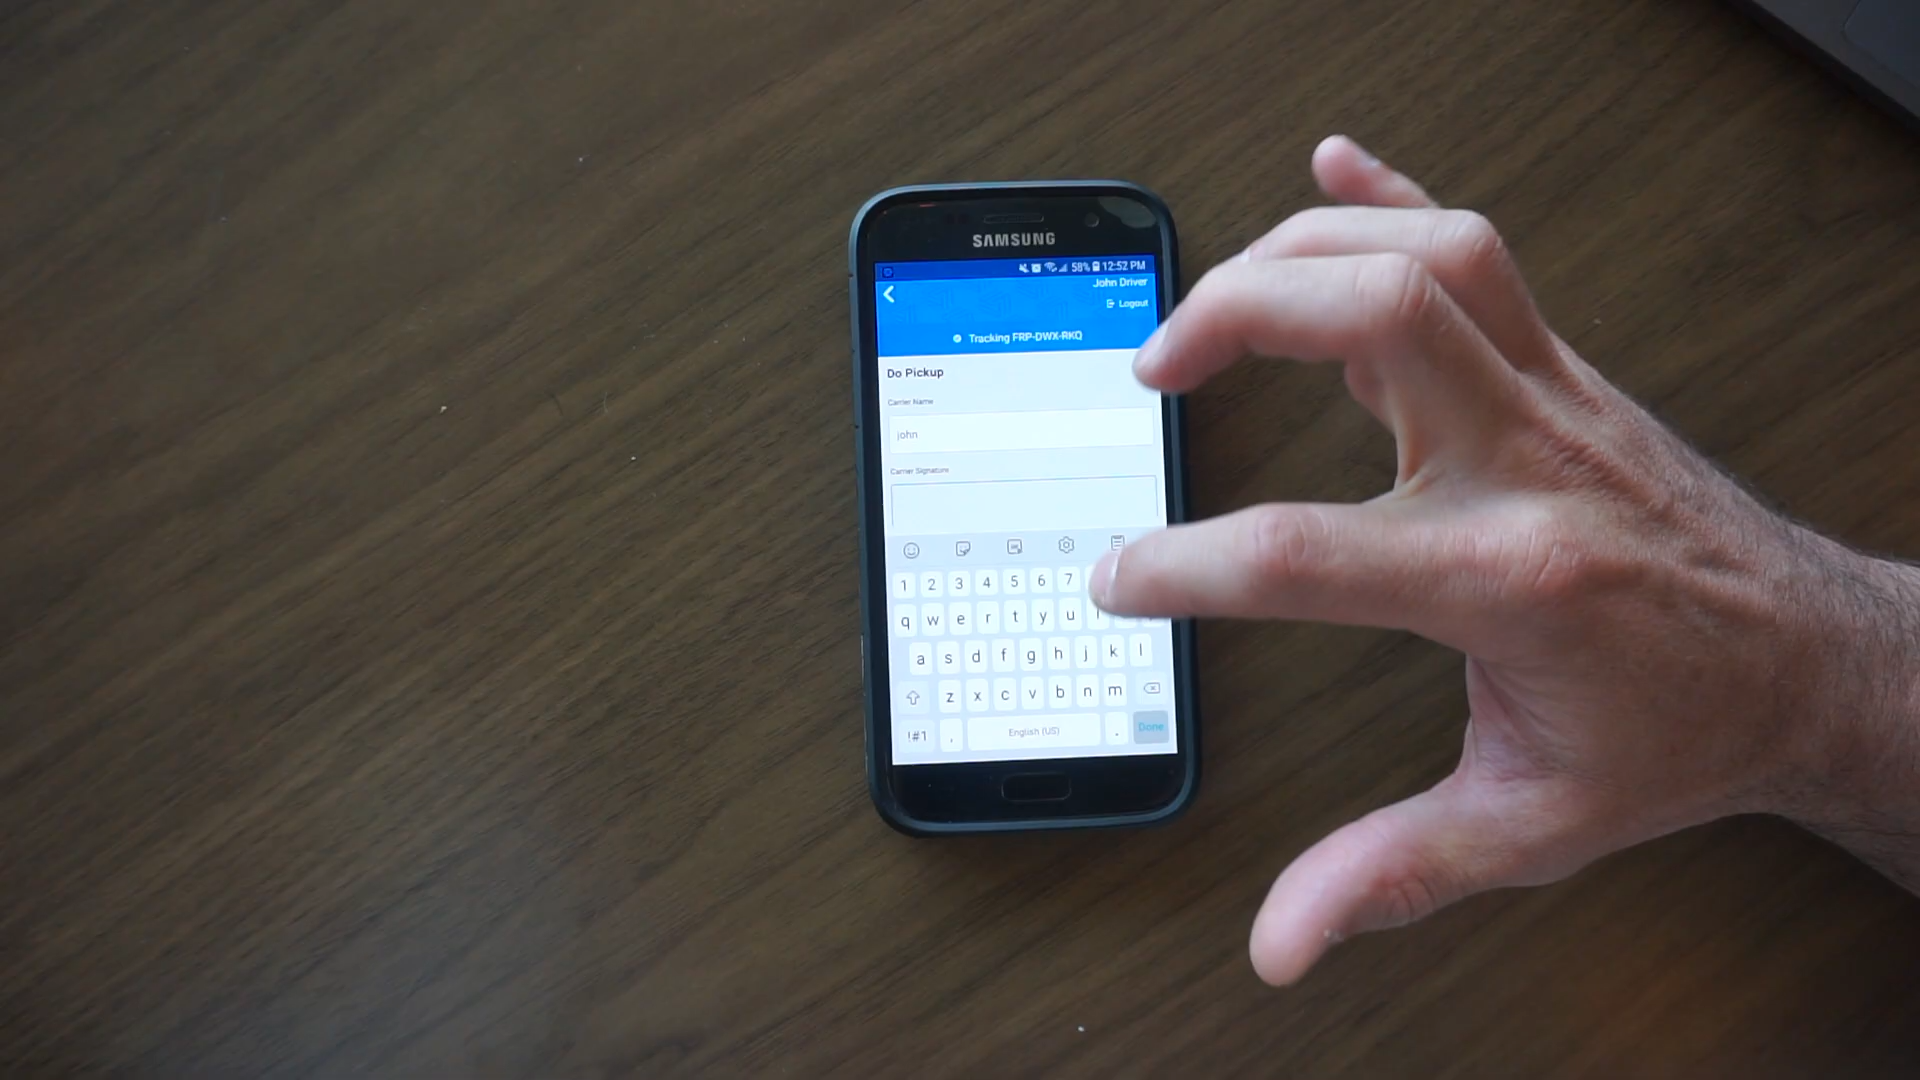 SAMSUNG
58% 12:52 PM
John Driver
Logout
Tracking FRP-DWX-RKQ
Do Pickup
Carrier Name
john
Carrier Signature
1 2 3 4 5 6 7
q w e r t y u i
a s d f g h j k l
z x c v b n m
!#1 , English (US) . Done